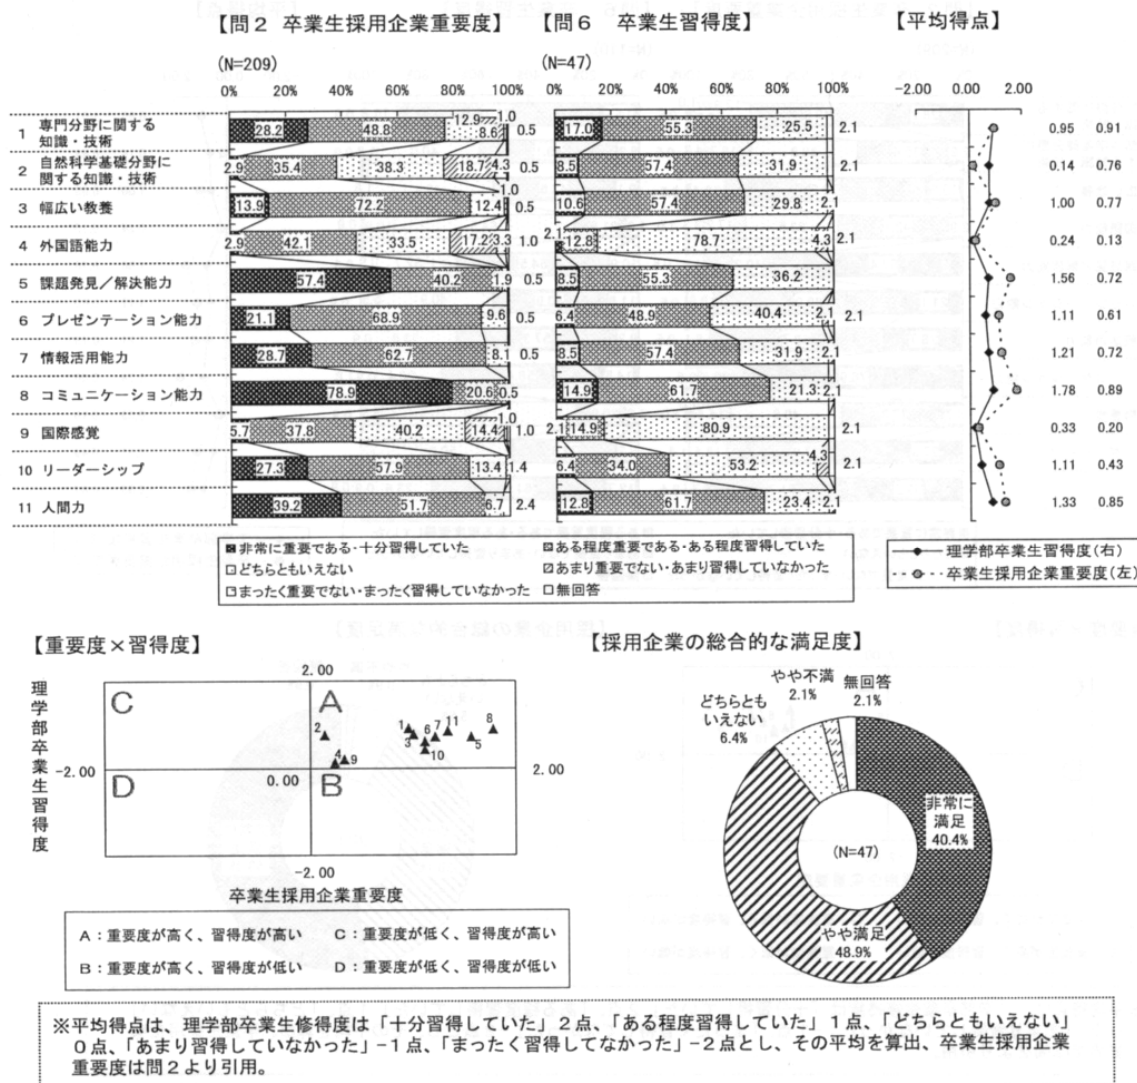 【問２ 卒業生採用企業重要度】 【問６ 卒業生習得度】 【平均得点】
(N=209) (N=47)
0% 20% 40% 60% 80% 100% 0% 20% 40% 60% 80% 100% −2.00 0.00 2.00
1 専門分野に関する知識・技術 28.2 48.8 12.9 8.6 1.0 0.5 17.0 55.3 25.5 2.1 0.95 0.91
2 自然科学基礎分野に関する知識・技術 2.9 35.4 38.3 18.7 4.3 0.5 8.5 57.4 31.9 2.1 0.14 0.76
3 幅広い教養 13.9 72.2 12.4 1.0 0.5 10.6 57.4 29.8 2.1 1.00 0.77
4 外国語能力 2.9 42.1 33.5 17.2 3.3 1.0 2.1 12.8 78.7 4.3 2.1 0.24 0.13
5 課題発見／解決能力 57.4 40.2 1.9 0.5 8.5 55.3 36.2 1.56 0.72
6 プレゼンテーション能力 21.1 68.9 9.6 0.5 6.4 48.9 40.4 2.1 2.1 1.11 0.61
7 情報活用能力 28.7 62.7 8.1 0.5 8.5 57.4 31.9 2.1 1.21 0.72
8 コミュニケーション能力 78.9 20.6 0.5 14.9 61.7 21.3 2.1 1.78 0.89
9 国際感覚 5.7 37.8 40.2 14.4 1.0 1.0 2.1 14.9 80.9 2.1 0.33 0.20
10 リーダーシップ 27.3 57.9 13.4 1.4 6.4 34.0 53.2 4.3 2.1 1.11 0.43
11 人間力 39.2 51.7 6.7 2.4 12.8 61.7 23.4 2.1 1.33 0.85
非常に重要である・十分習得していた ある程度重要である・ある程度習得していた
どちらともいえない あまり重要でない・あまり習得していなかった
まったく重要でない・まったく習得していなかった 無回答
理学部卒業生習得度(右)
卒業生採用企業重要度(左)
【重要度×習得度】
理学部卒業生習得度
2.00
C A
1 2 3 4 5 6 7 8 9 10 11
−2.00 0.00 2.00
D B
−2.00
卒業生採用企業重要度
A：重要度が高く、習得度が高い C：重要度が低く、習得度が高い
B：重要度が高く、習得度が低い D：重要度が低く、習得度が低い
【採用企業の総合的な満足度】
やや不満 2.1%
無回答 2.1%
どちらともいえない 6.4%
非常に満足 40.4%
(N=47)
やや満足 48.9%
※平均得点は、理学部卒業生修得度は「十分習得していた」２点、「ある程度習得していた」１点、「どちらともいえない」
０点、「あまり習得していなかった」−１点、「まったく習得してなかった」−２点とし、その平均を算出、卒業生採用企業
重要度は問２より引用。